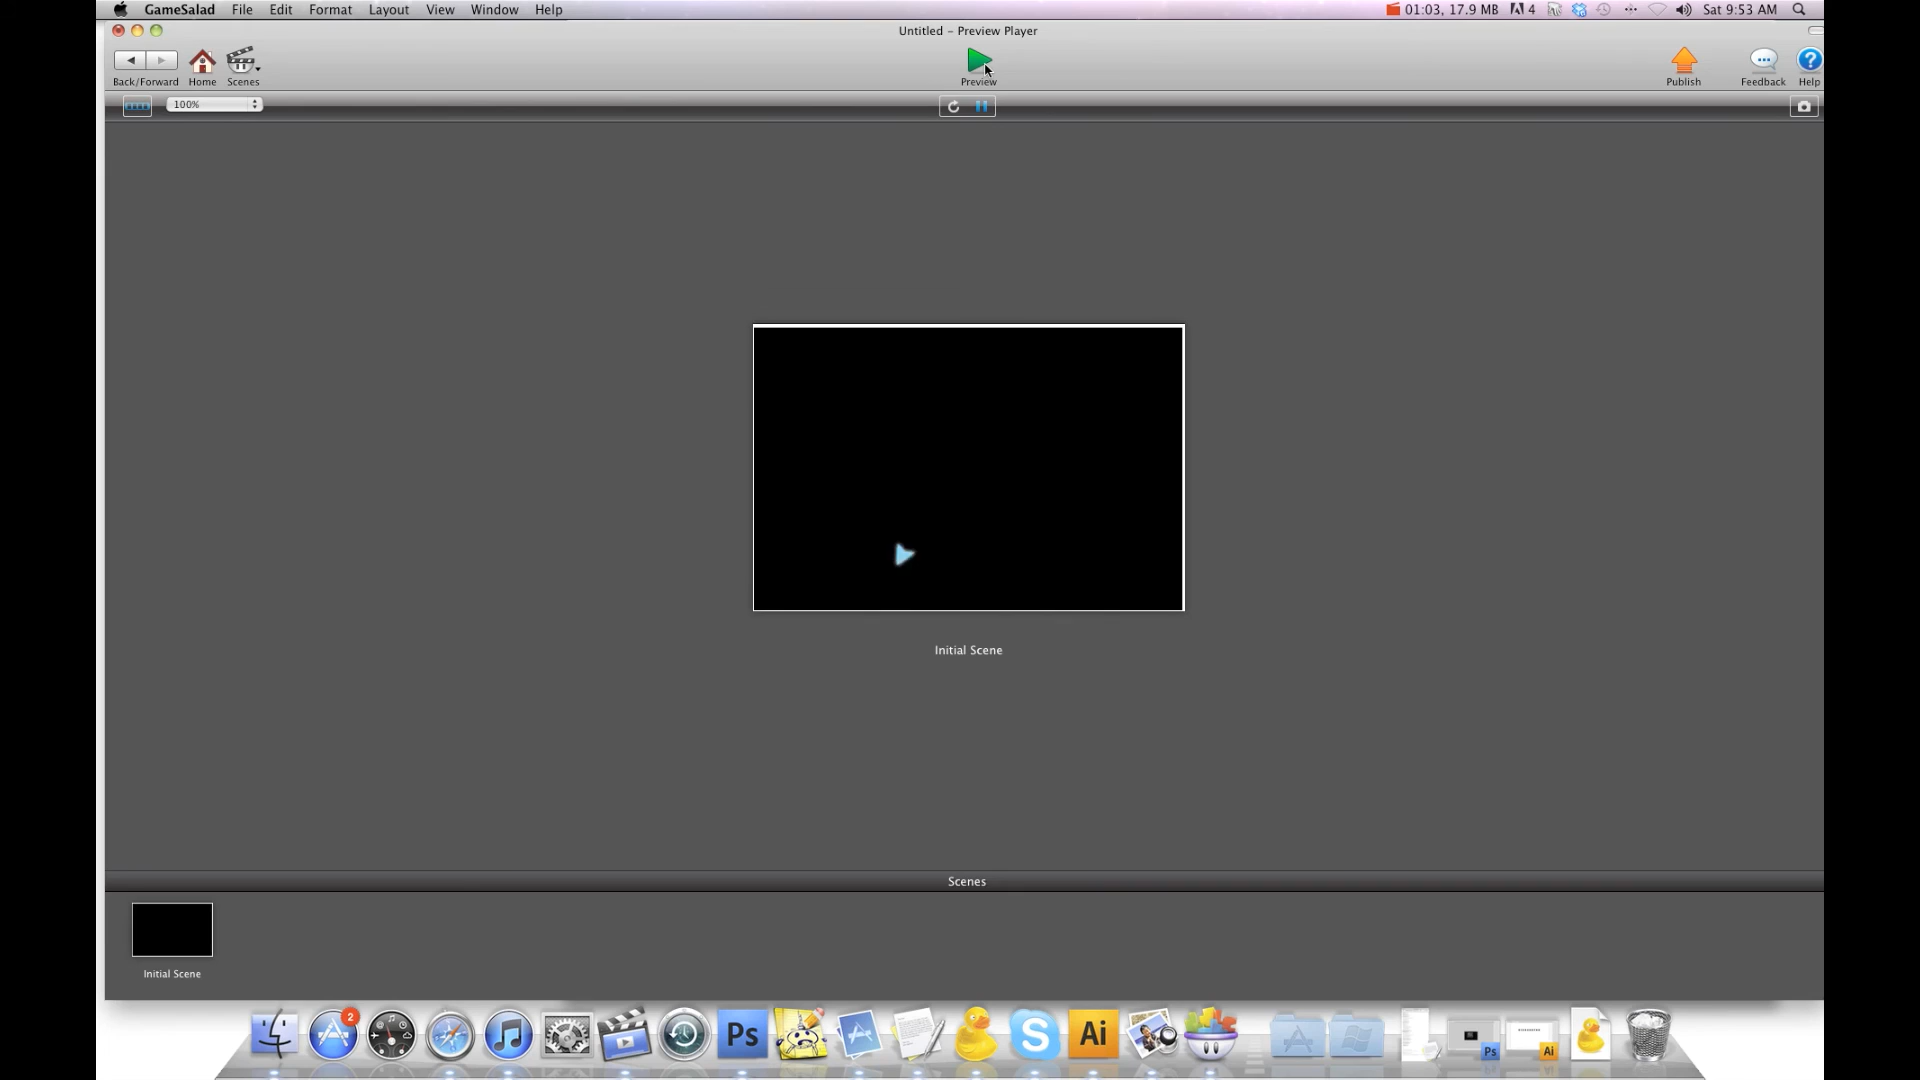 GameSalad File Edit Format Layout View Window Help 01:03, 17.9 MB 4 Sat 9:53 AM
Untitled – Preview Player
Back/Forward Home Scenes Preview Publish Feedback Help
100%
Initial Scene
Scenes
Initial Scene
2
Ps Ai Ps Ai